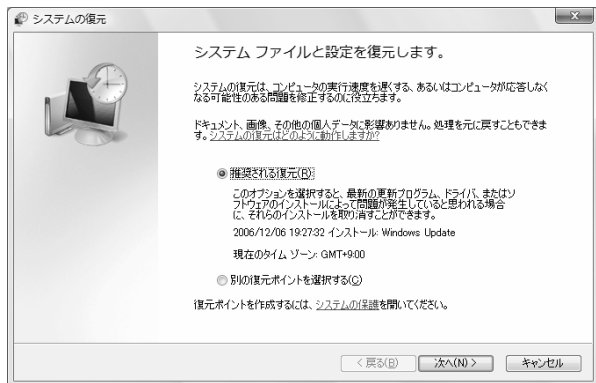 システムの復元
システム ファイルと設定を復元します。
システムの復元は、コンピュータの実行速度を遅くする、あるいはコンピュータが応答しなく
なる可能性のある問題を修正するのに役立ちます。
ドキュメント、画像、その他の個人データに影響ありません。処理を元に戻すこともできま
す。システムの復元はどのように動作しますか?
推奨される復元(R)
このオプションを選択すると、最新の更新プログラム、ドライバ、またはソ
フトウェアのインストールによって問題が発生していると思われる場合
に、それらのインストールを取り消すことができます。
2006/12/06 19:27:32 インストール: Windows Update
現在のタイム ゾーン: GMT+9:00
別の復元ポイントを選択する(C)
復元ポイントを作成するには、システムの保護を開いてください。
< 戻る(B)
次へ(N) >
キャンセル